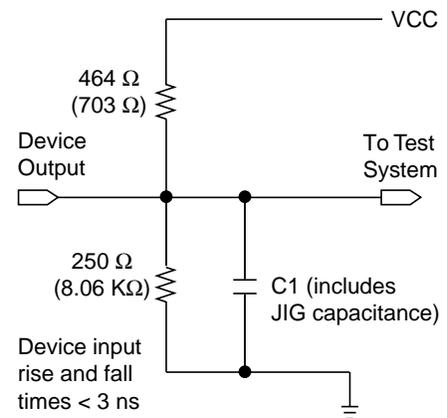 VCC
464 Ω
(703 Ω)
Device
Output
To Test
System
250 Ω
(8.06 KΩ)
C1 (includes
JIG capacitance)
Device input
rise and fall
times < 3 ns